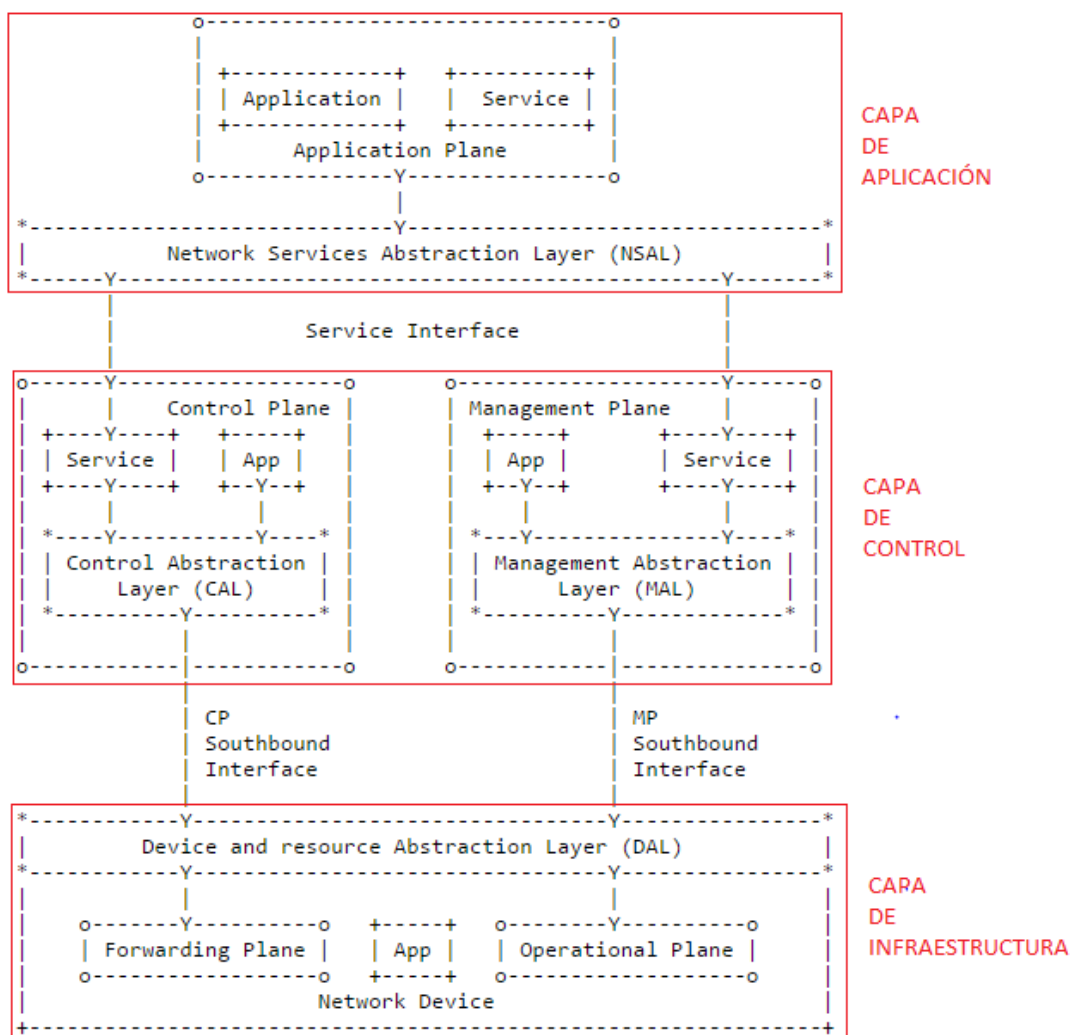 Application Service
Application Plane
CAPA
DE
APLICACIÓN
Network Services Abstraction Layer (NSAL)
Service Interface
Control Plane
Service App
Control Abstraction
Layer (CAL)
Management Plane
App Service
Management Abstraction
Layer (MAL)
CAPA
DE
CONTROL
CP
Southbound
Interface
MP
Southbound
Interface
Device and resource Abstraction Layer (DAL)
Forwarding Plane App Operational Plane
Network Device
CAPA
DE
INFRAESTRUCTURA